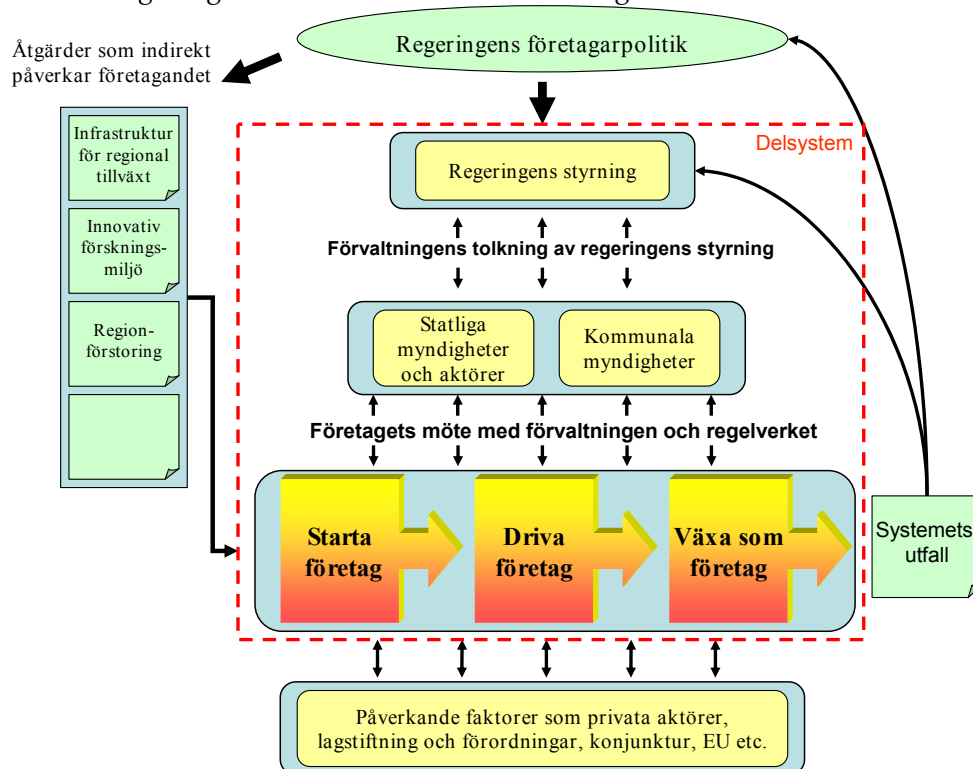 Regeringens företagarpolitik
Åtgärder som indirekt
påverkar företagandet
Infrastruktur
för regional
tillväxt
Innovativ
försknings-
miljö
Region-
förstoring
Delsystem
Regeringens styrning
Förvaltningens tolkning av regeringens styrning
Statliga
myndigheter
och aktörer
Kommunala
myndigheter
Företagets möte med förvaltningen och regelverket
Starta
företag
Driva
företag
Växa som
företag
Systemets
utfall
Påverkande faktorer som privata aktörer,
lagstiftning och förordningar, konjunktur, EU etc.